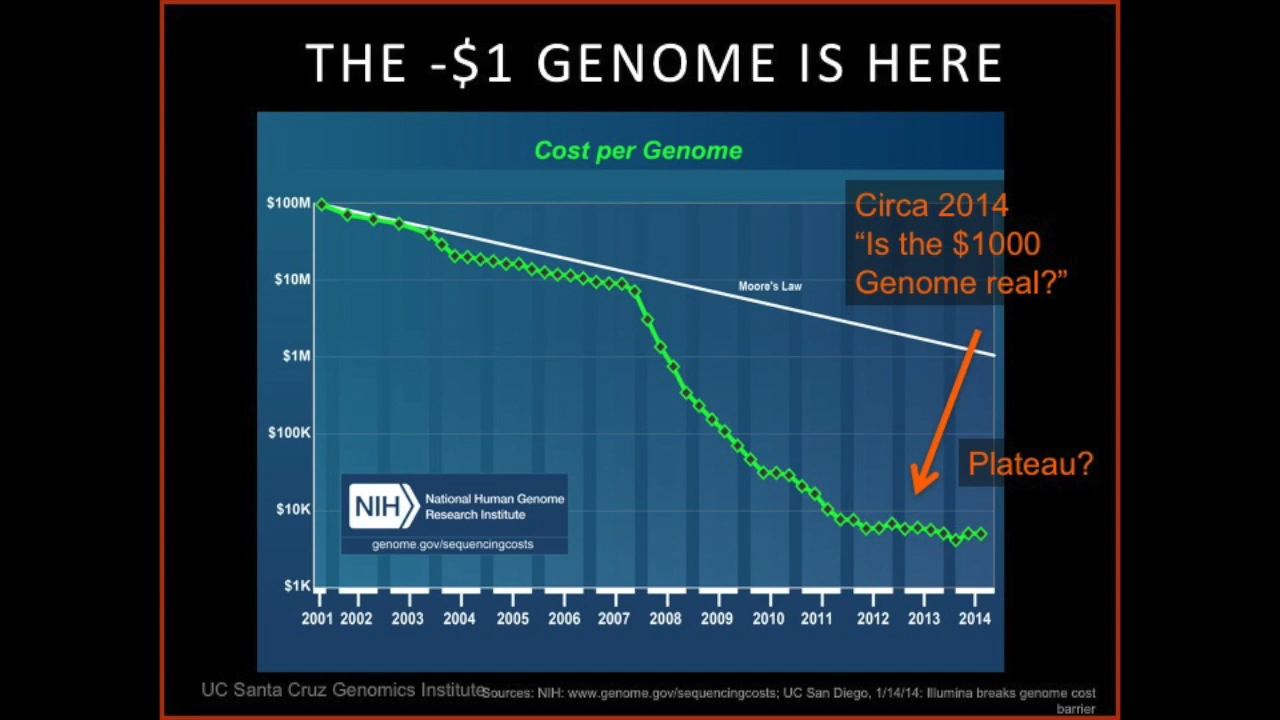 THE -$1 GENOME IS HERE
Cost per Genome
$100M
$10M
$1M
$100K
$10K
$1K
Moore's Law
Circa 2014
“Is the $1000
Genome real?”
Plateau?
NIH
National Human Genome
Research Institute
genome.gov/sequencingcosts
2001 2002 2003 2004 2005 2006 2007 2008 2009 2010 2011 2012 2013 2014
UC Santa Cruz Genomics Institute
Sources: NIH: www.genome.gov/sequencingcosts; UC San Diego, 1/14/14: Illumina breaks genome cost
barrier